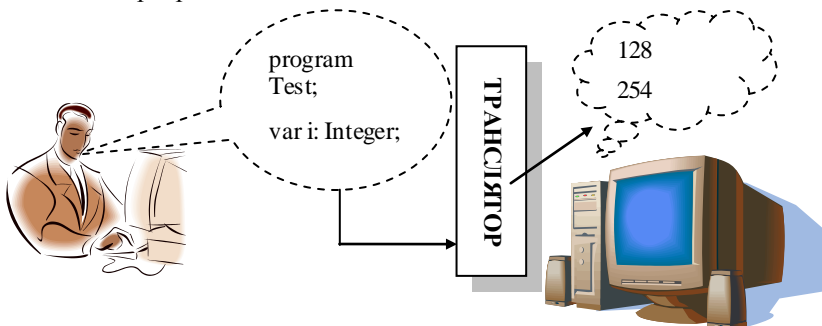 program
Test;
var i: Integer;
ТРАНСЛЯТОР
128
254